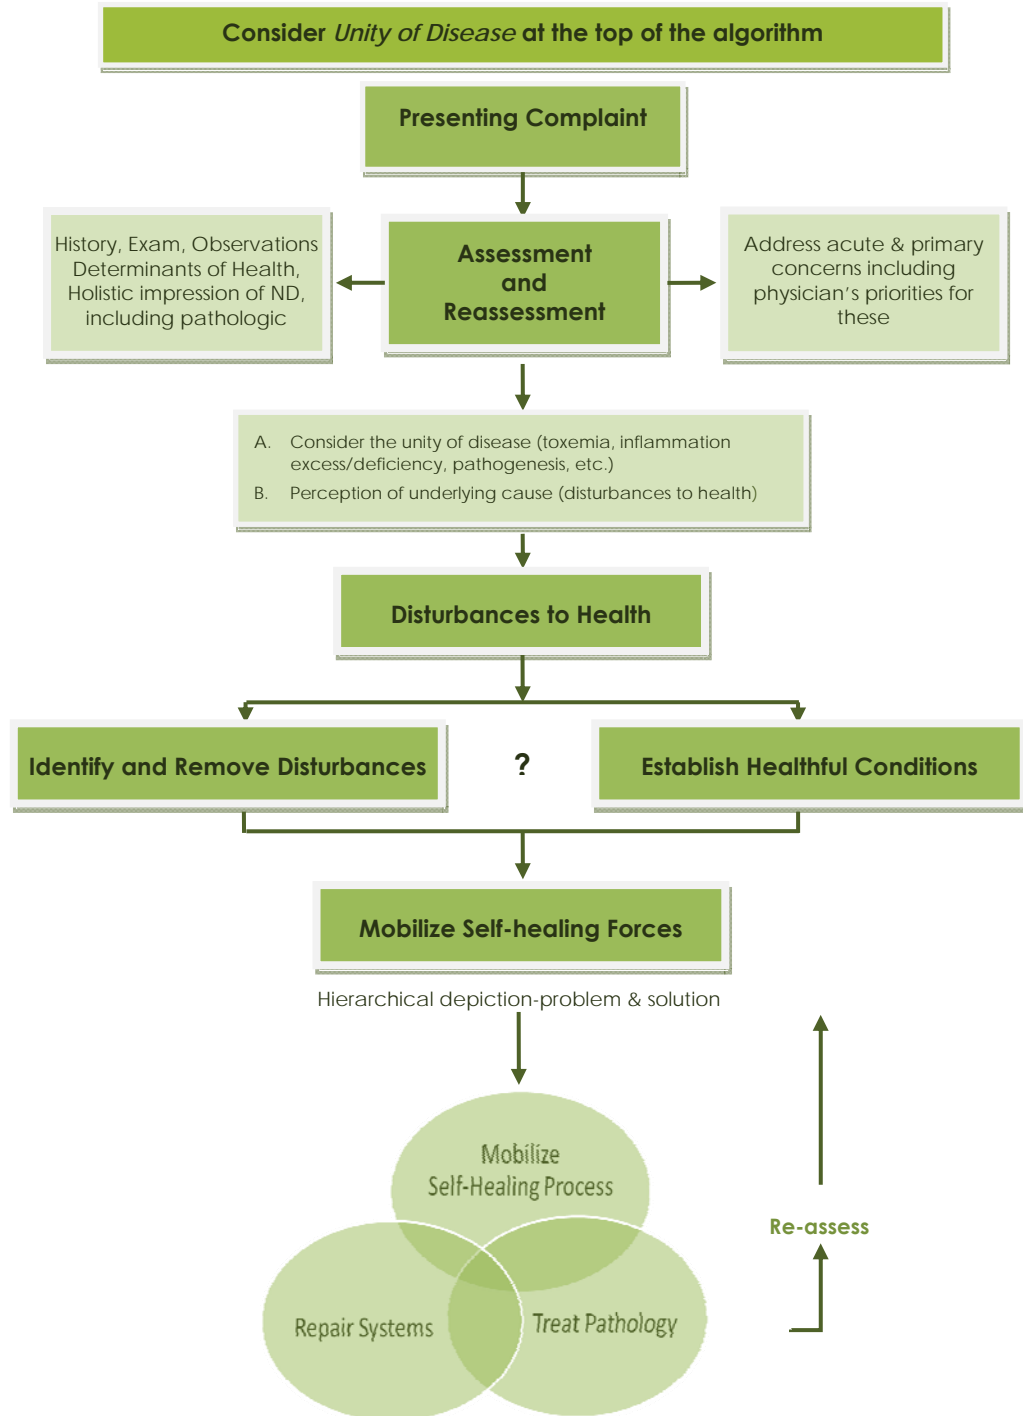 Consider Unity of Disease at the top of the algorithm
Presenting Complaint
History, Exam, Observations
Determinants of Health,
Holistic impression of ND,
including pathologic
Assessment
and
Reassessment
Address acute & primary
concerns including
physician's priorities for
these
A. Consider the unity of disease (toxemia, inflammation
excess/deficiency, pathogenesis, etc.)
B. Perception of underlying cause (disturbances to health)
Disturbances to Health
Identify and Remove Disturbances
?
Establish Healthful Conditions
Mobilize Self-healing Forces
Hierarchical depiction-problem & solution
Mobilize
Self-Healing Process
Re-assess
Repair Systems
Treat Pathology